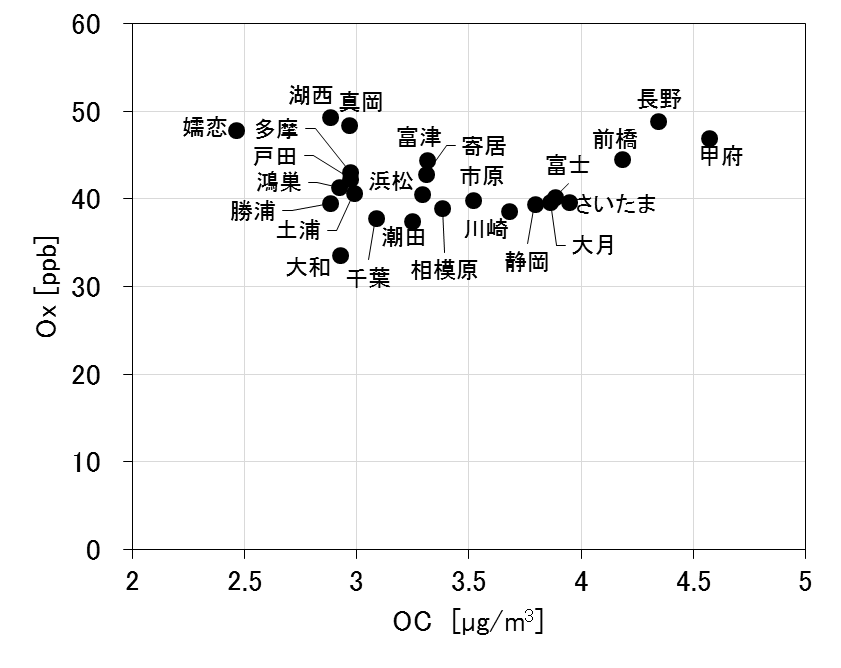 60
50
40
30
20
10
0
Ox [ppb]
2
2.5
3
3.5
4
4.5
5
OC [μg/m³]
湖西
真岡
長野
嬬恋
多摩
富津
寄居
前橋
甲府
戸田
鴻巣
浜松
市原
富士
勝浦
土浦
潮田
川崎
さいたま
大和
千葉
相模原
静岡
大月